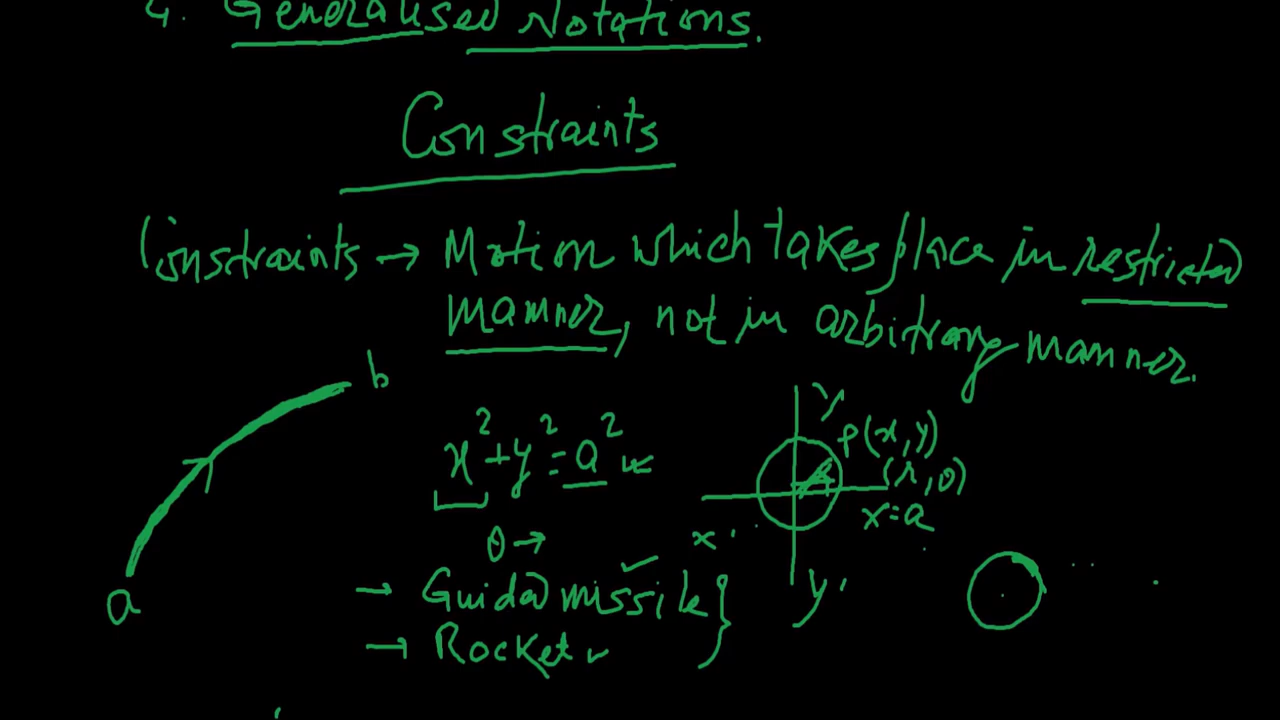 4. Generalised Notations.
Constraints
Constraints → Motion which takes place in restricted
manner, not in arbitrary manner.
b
a
x²+y²=a²
θ →
y
p(x,y)
(r,θ)
x=a
x'
y'
→ Guided missile
→ Rocket